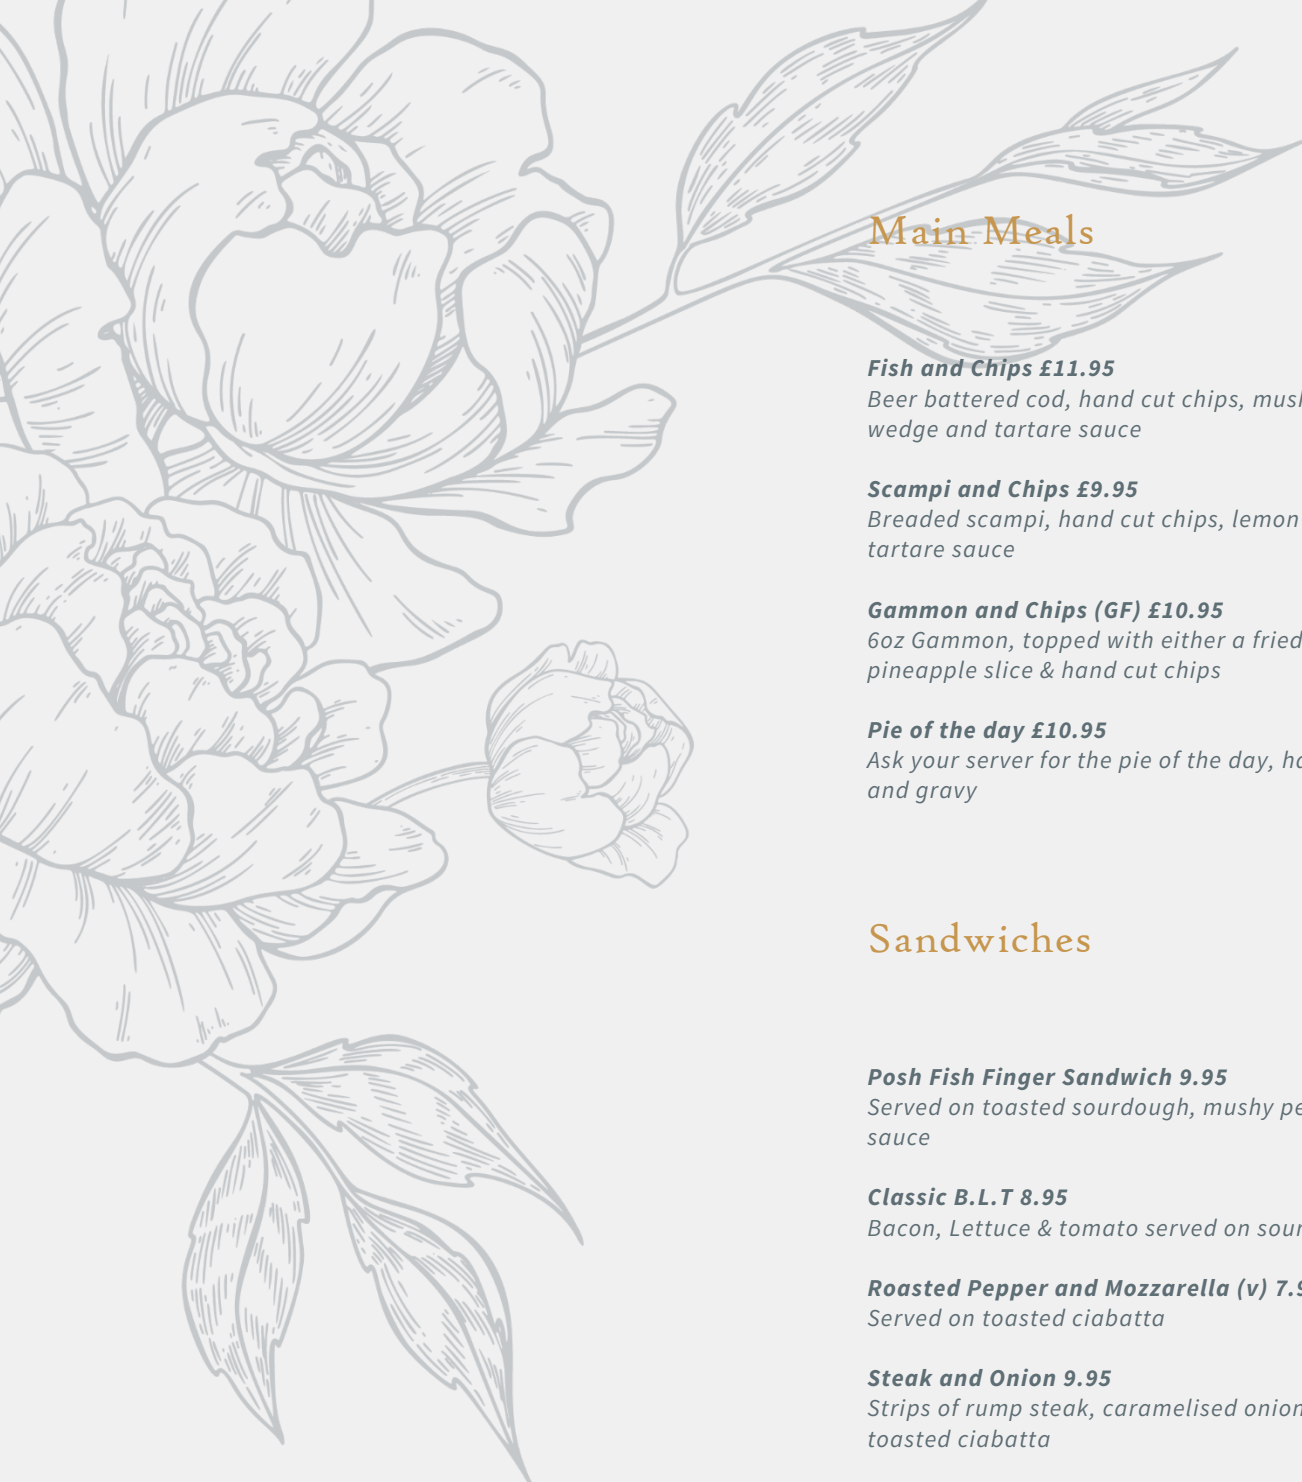 Main Meals
Fish and Chips £11.95
Beer battered cod, hand cut chips,
wedge and tartare sauce
Scampi and Chips £9.95
Breaded scampi, hand cut chips, lemon
tartare sauce
Gammon and Chips (GF) £10.95
6oz Gammon, topped with either a fried
pineapple slice & hand cut chips
Pie of the day £10.95
Ask your server for the pie of the day,
and gravy
Sandwiches
Posh Fish Finger Sandwich 9.95
Served on toasted sourdough, mushy
sauce
Classic B.L.T 8.95
Bacon, Lettuce & tomato served on
Roasted Pepper and Mozzarella (v)
Served on toasted ciabatta
Steak and Onion 9.95
Strips of rump steak, caramelised
toasted ciabatta